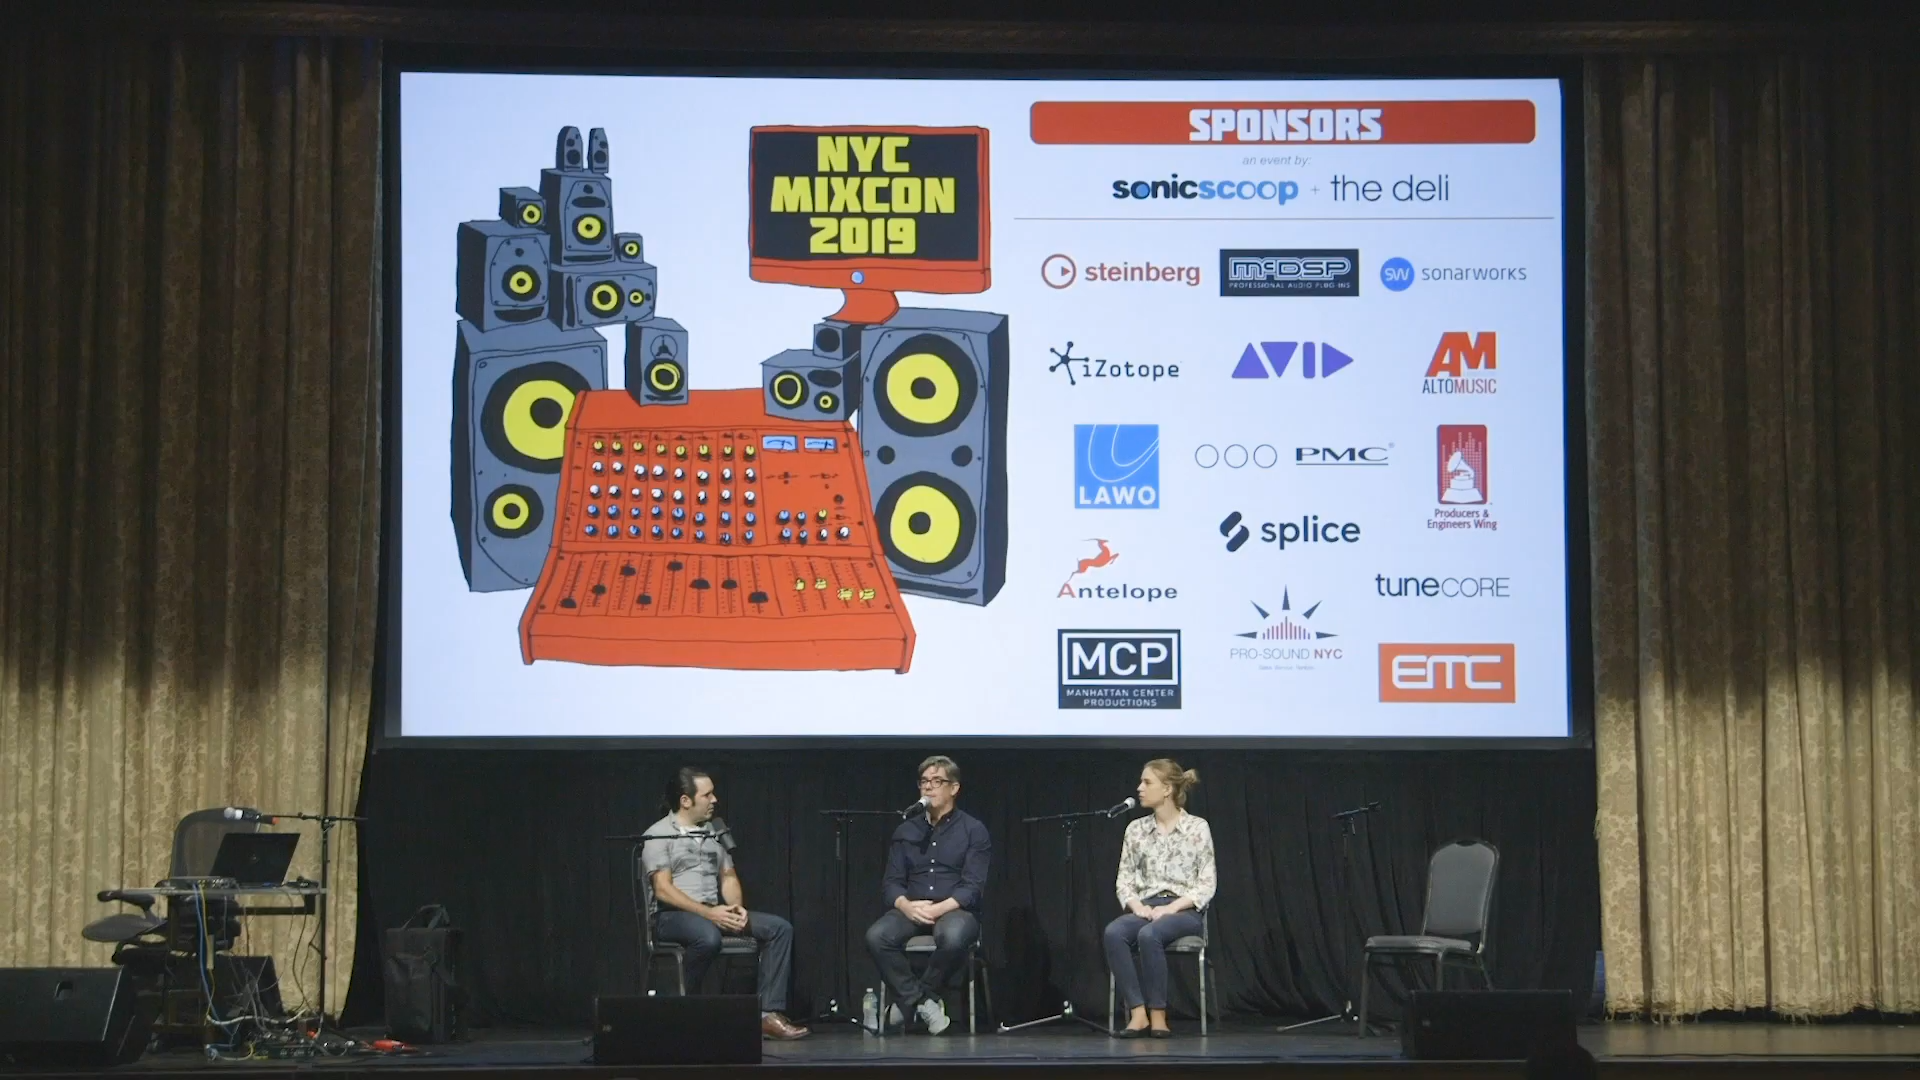 NYC
MIXCON
2019
SPONSORS
an event by:
sonicscoop + the deli
steinberg
McDSP
PROFESSIONAL AUDIO PLUG-INS
SW sonarworks
iZotope
AVID
AM
ALTOMUSIC
LAWO
PMC
Producers &
Engineers Wing
splice
Antelope
tuneCORE
MCP
MANHATTAN CENTER
PRODUCTIONS
PRO-SOUND NYC
EMC